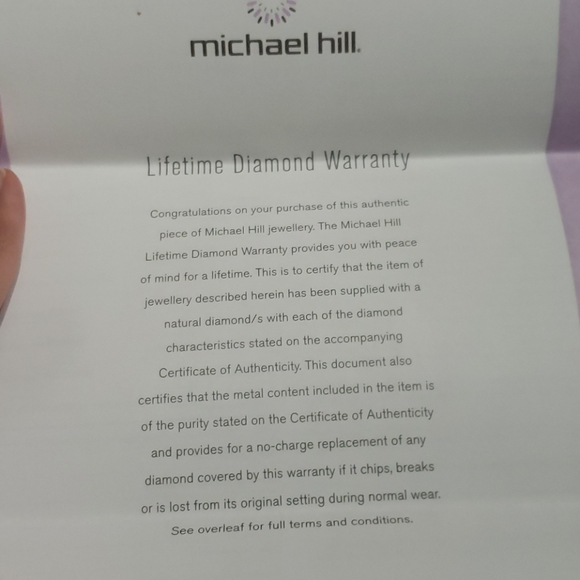 michael hill.
Lifetime Diamond Warranty
Congratulations on your purchase of this authentic
piece of Michael Hill jewellery. The Michael Hill
Lifetime Diamond Warranty provides you with peace
of mind for a lifetime. This is to certify that the item of
jewellery described herein has been supplied with a
natural diamond/s with each of the diamond
characteristics stated on the accompanying
Certificate of Authenticity. This document also
certifies that the metal content included in the item is
of the purity stated on the Certificate of Authenticity
and provides for a no-charge replacement of any
diamond covered by this warranty if it chips, breaks
or is lost from its original setting during normal wear.
See overleaf for full terms and conditions.